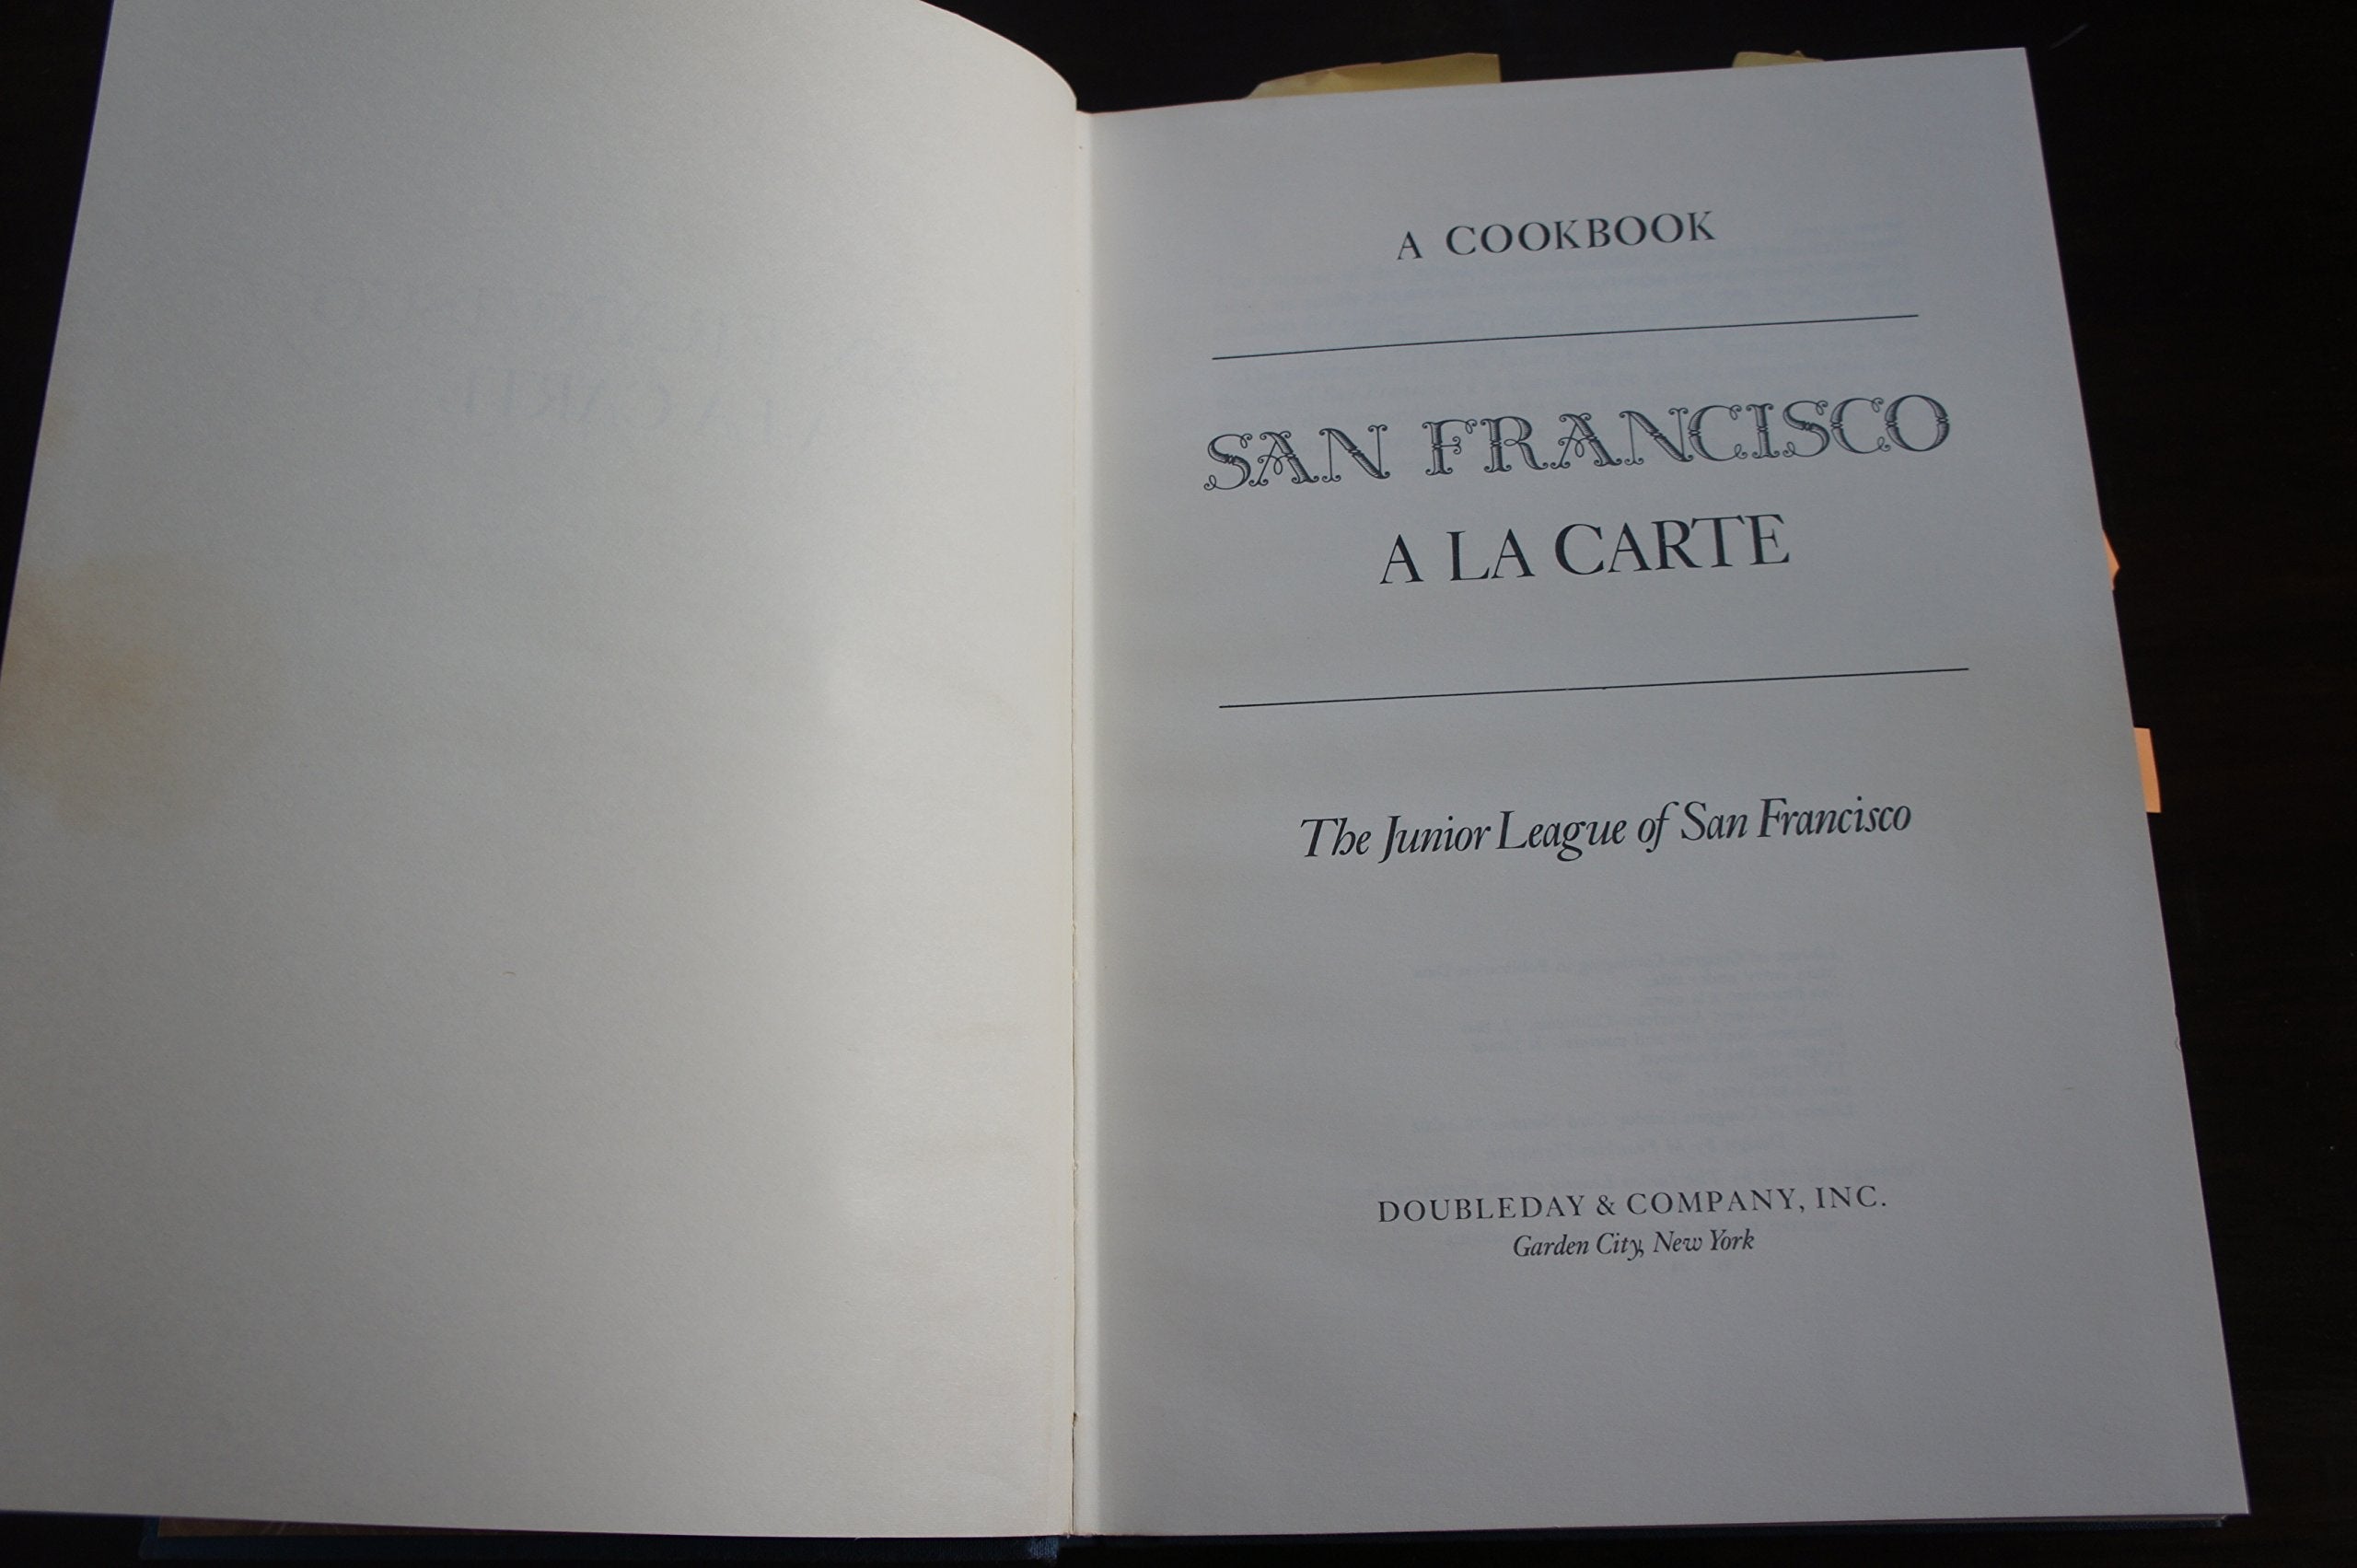 A COOKBOOK
SAN FRANCISCO
A LA CARTE
The Junior League of San Francisco
DOUBLEDAY & COMPANY, INC.
Garden City, New York